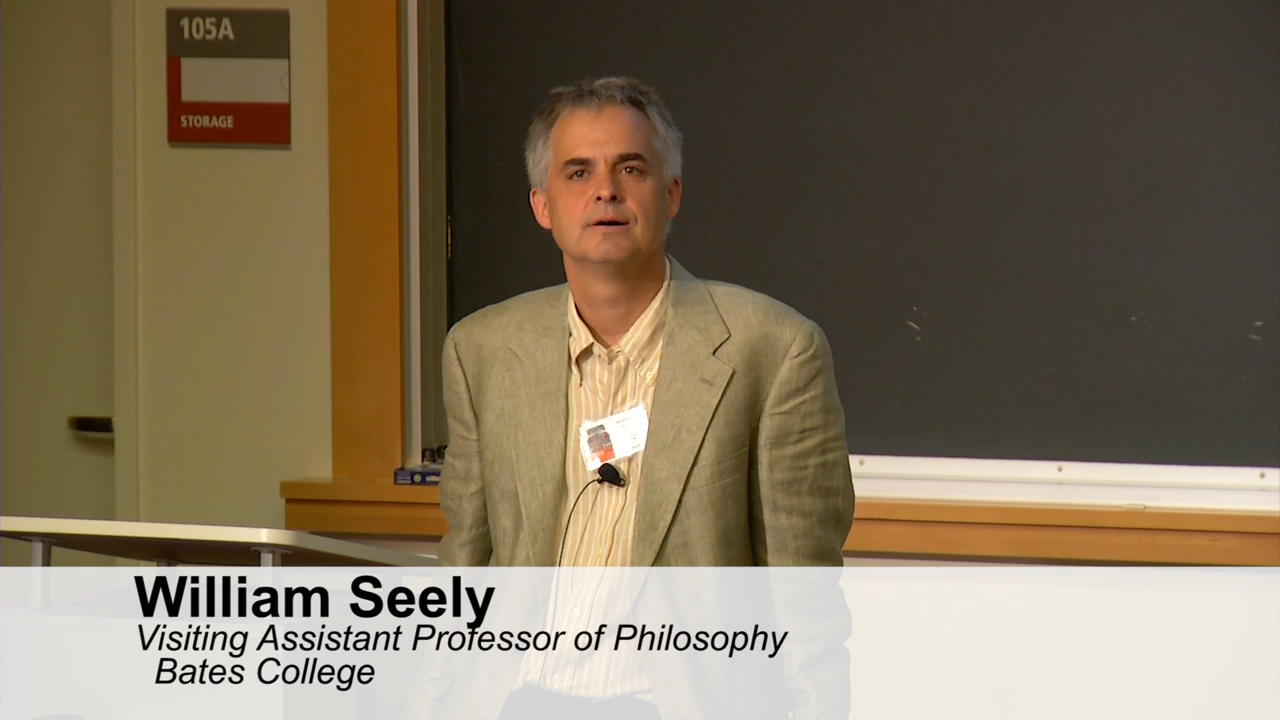 105A
STORAGE
William Seely
Visiting Assistant Professor of Philosophy
Bates College